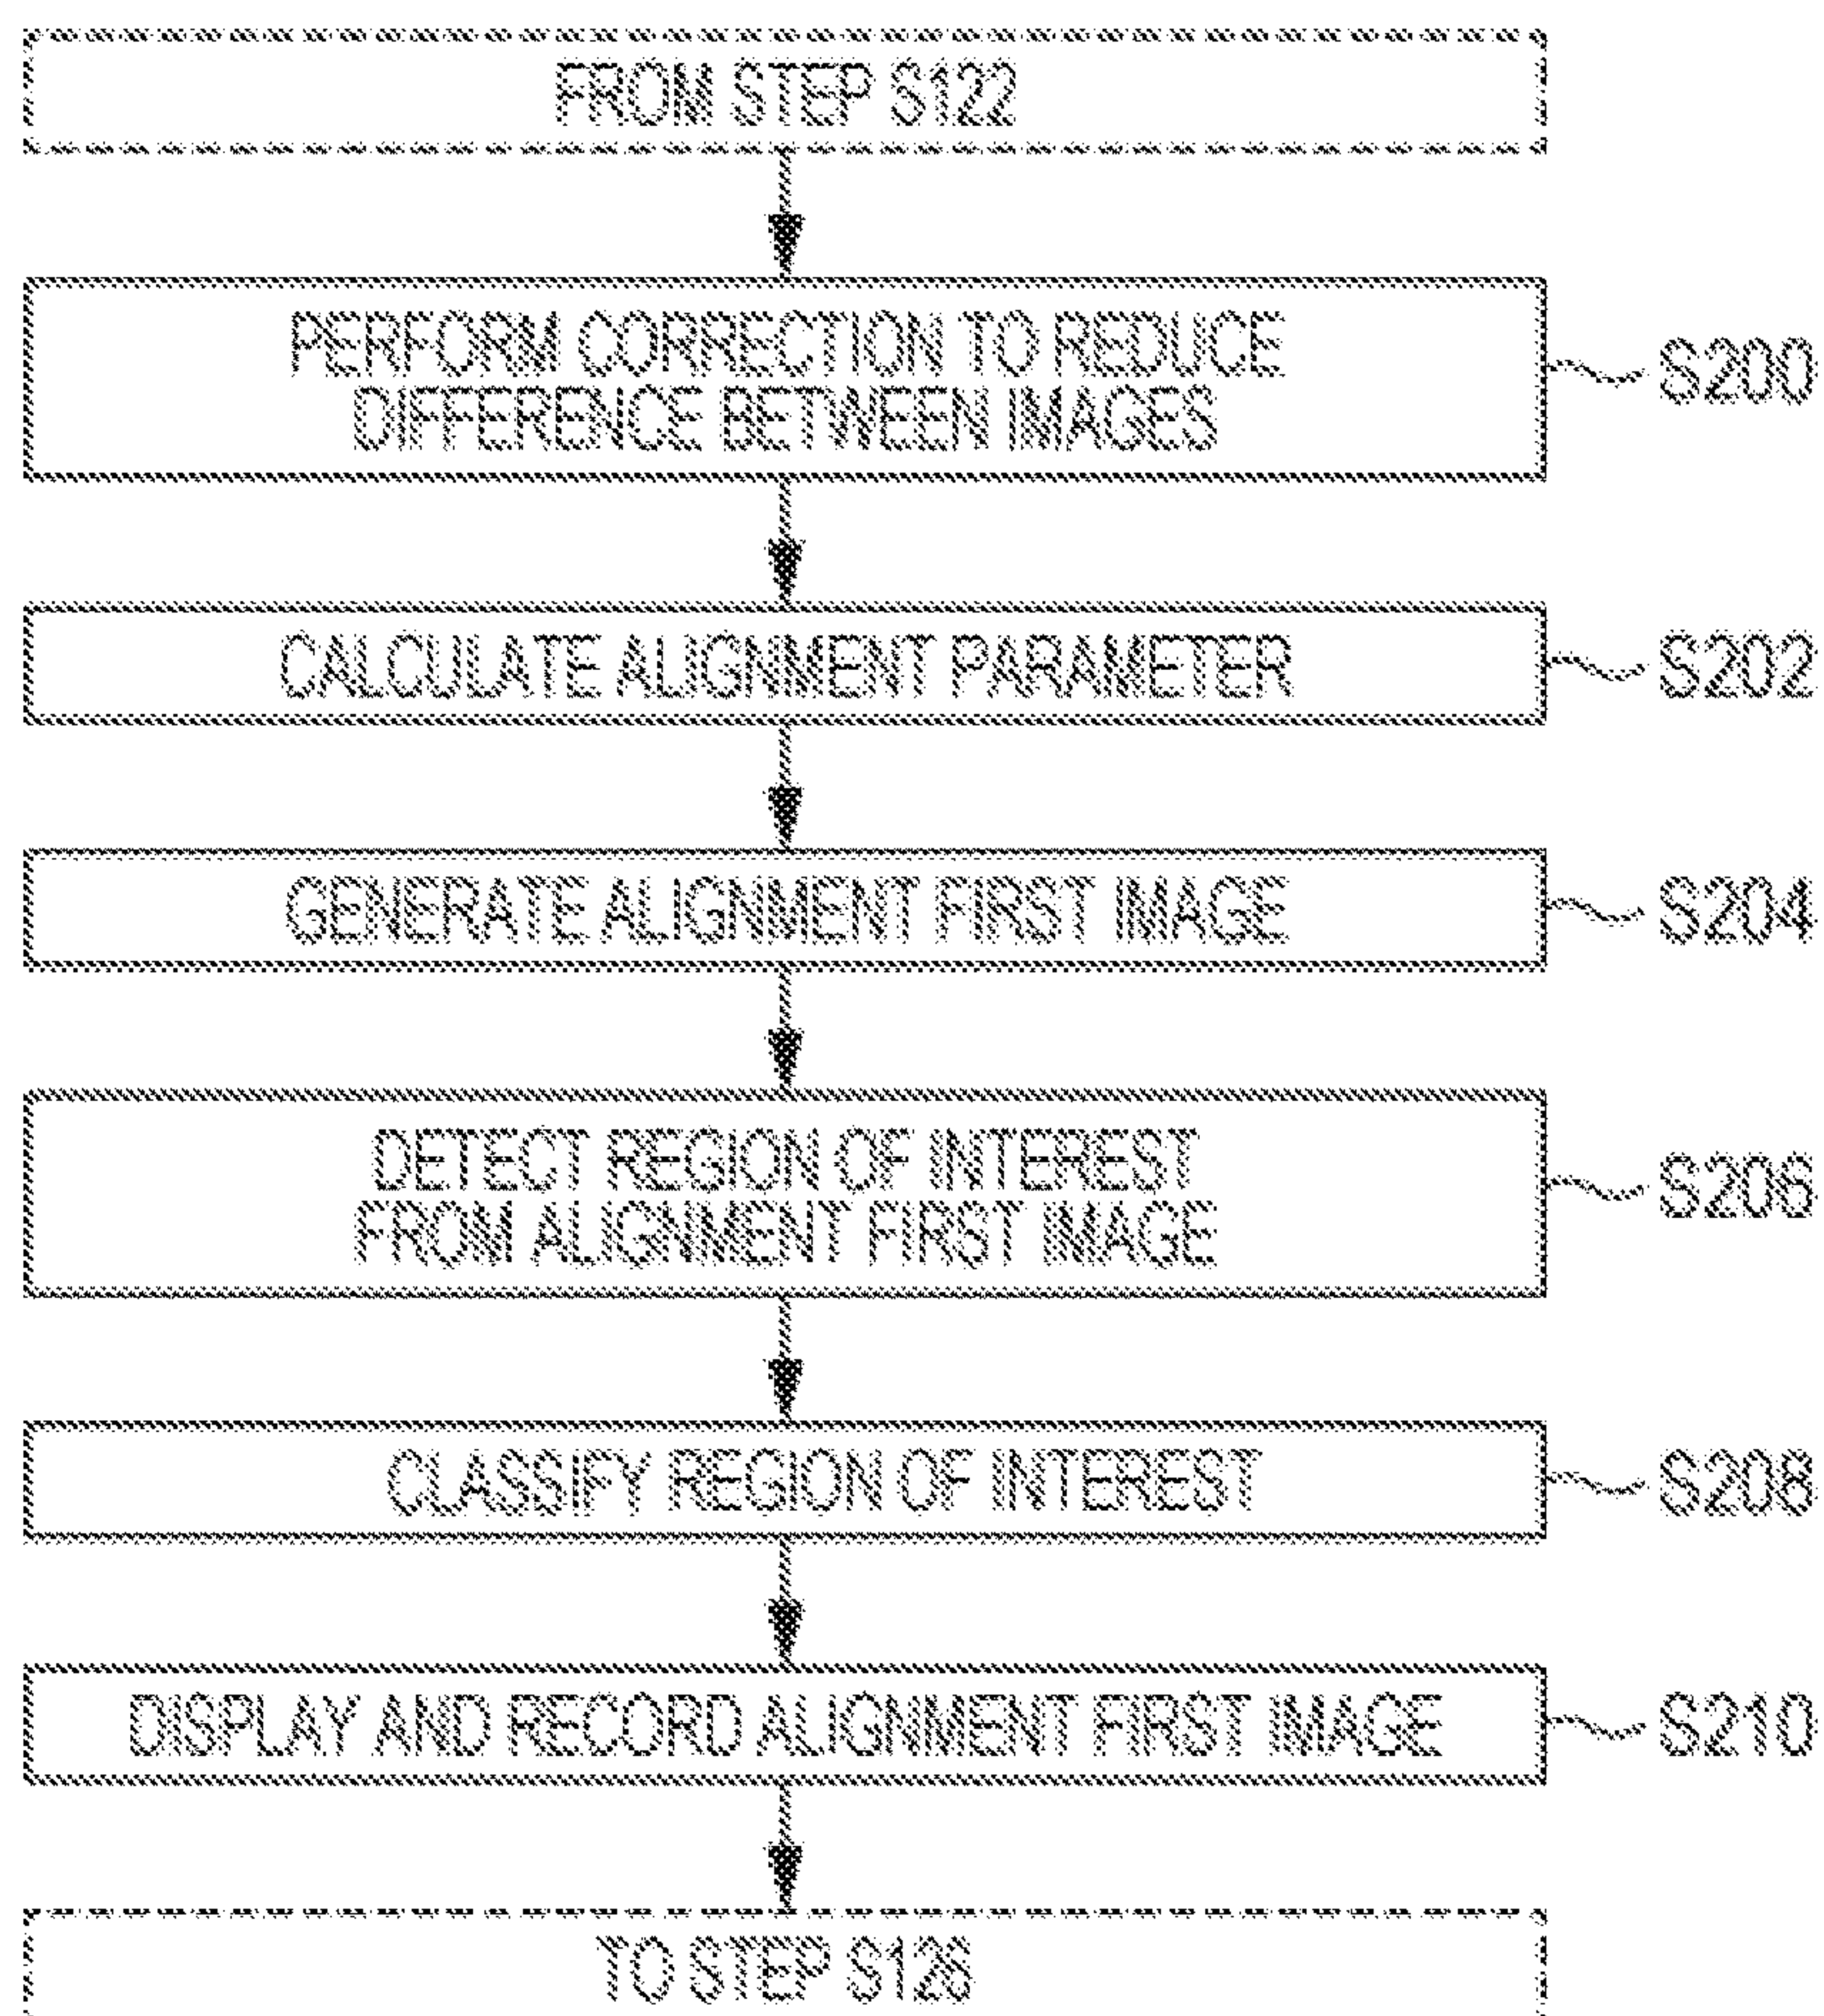 FROM STEP S122
PERFORM CORRECTION TO REDUCE
DIFFERENCE BETWEEN IMAGES
S200
CALCULATE ALIGNMENT PARAMETER
S202
GENERATE ALIGNMENT FIRST IMAGE
S204
DETECT REGION OF INTEREST
FROM ALIGNMENT FIRST IMAGE
S206
CLASSIFY REGION OF INTEREST
S208
DISPLAY AND RECORD ALIGNMENT FIRST IMAGE
S210
TO STEP S126